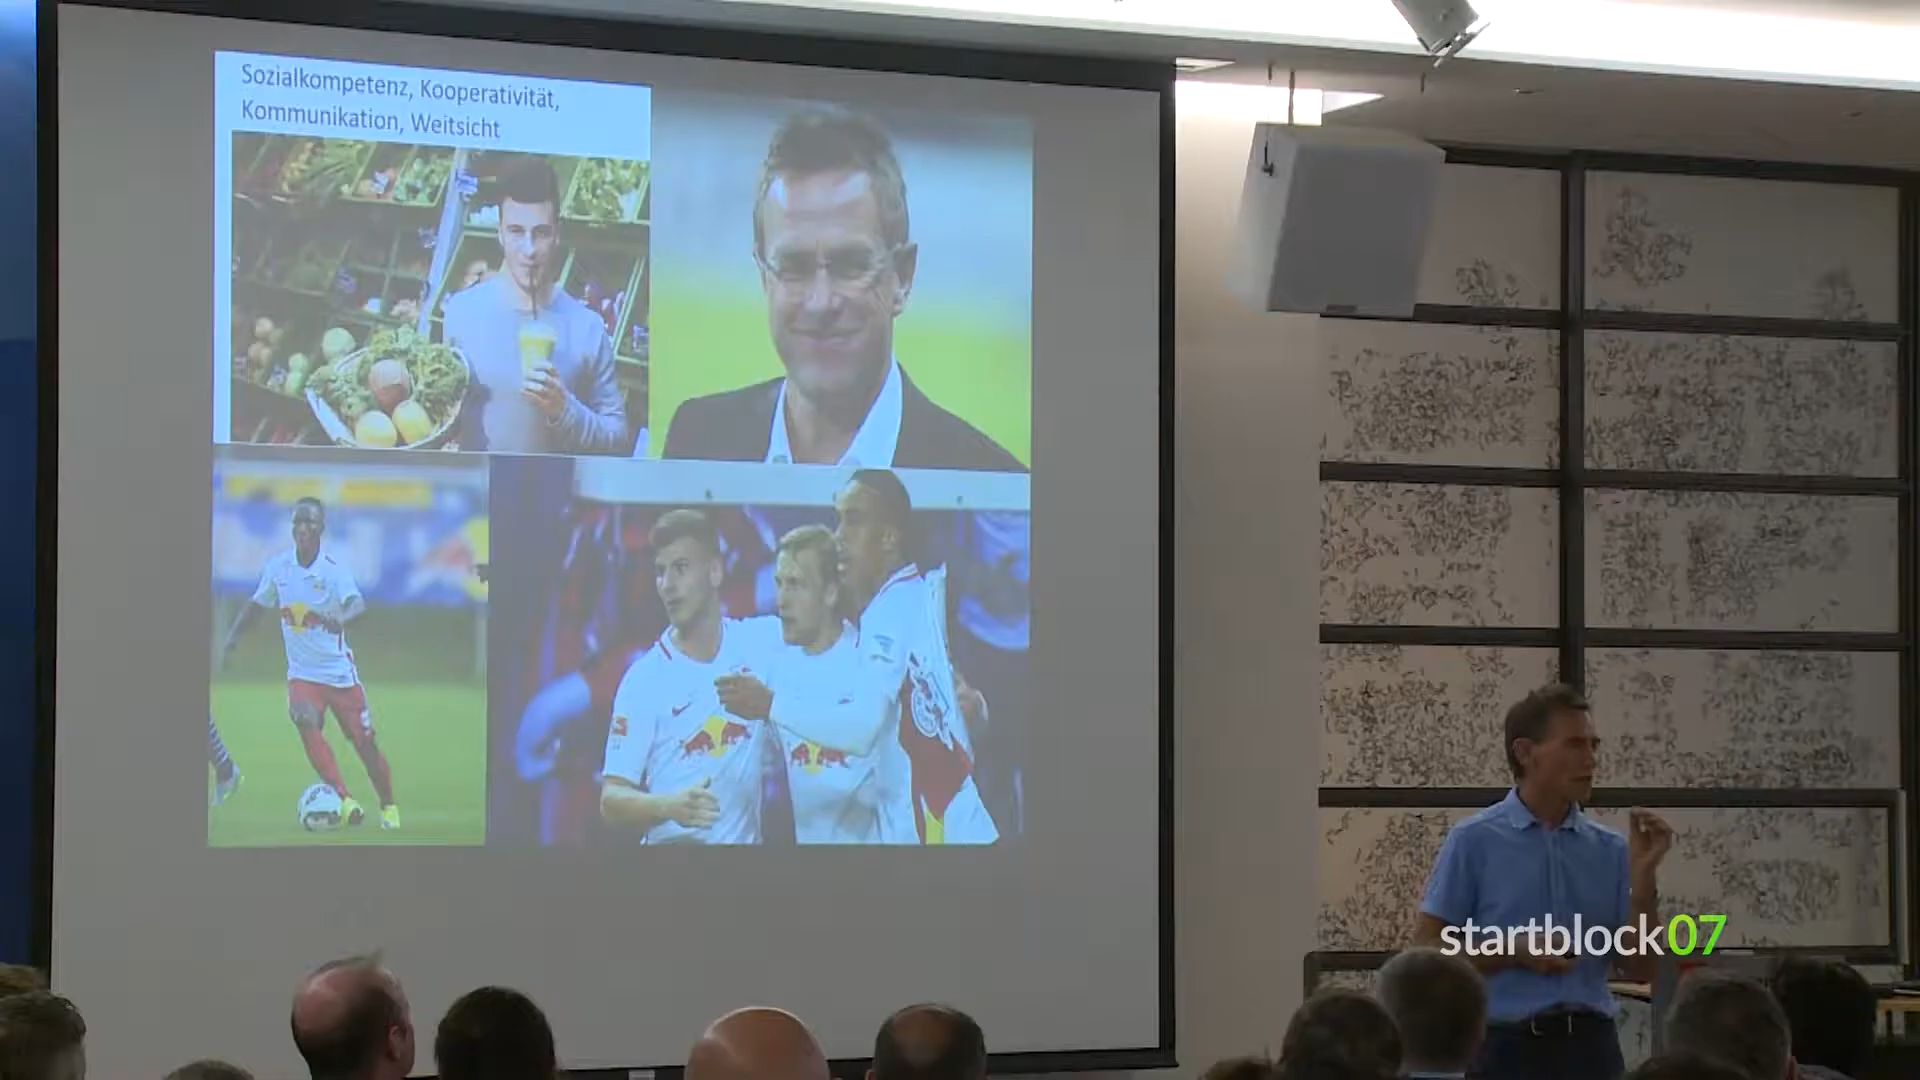 Sozialkompetenz, Kooperativität,
Kommunikation, Weitsicht
startblock07